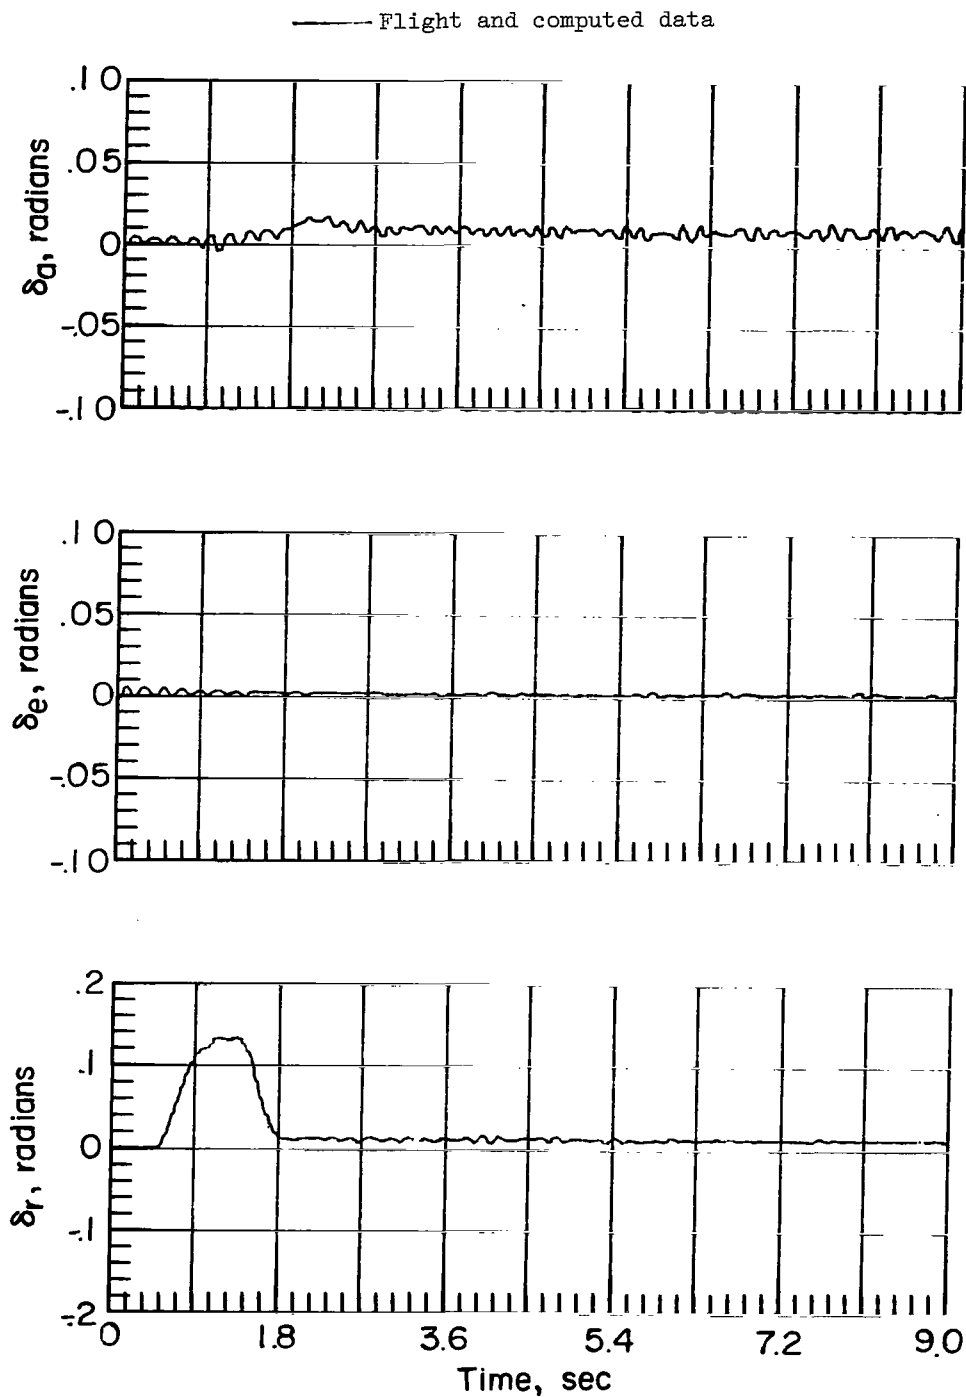 Flight and computed data
.10
.05
0
-.05
-.10
δa, radians
.10
.05
0
-.05
-.10
δe, radians
.2
.1
0
-.1
-.2
δr, radians
0 1.8 3.6 5.4 7.2 9.0
Time, sec